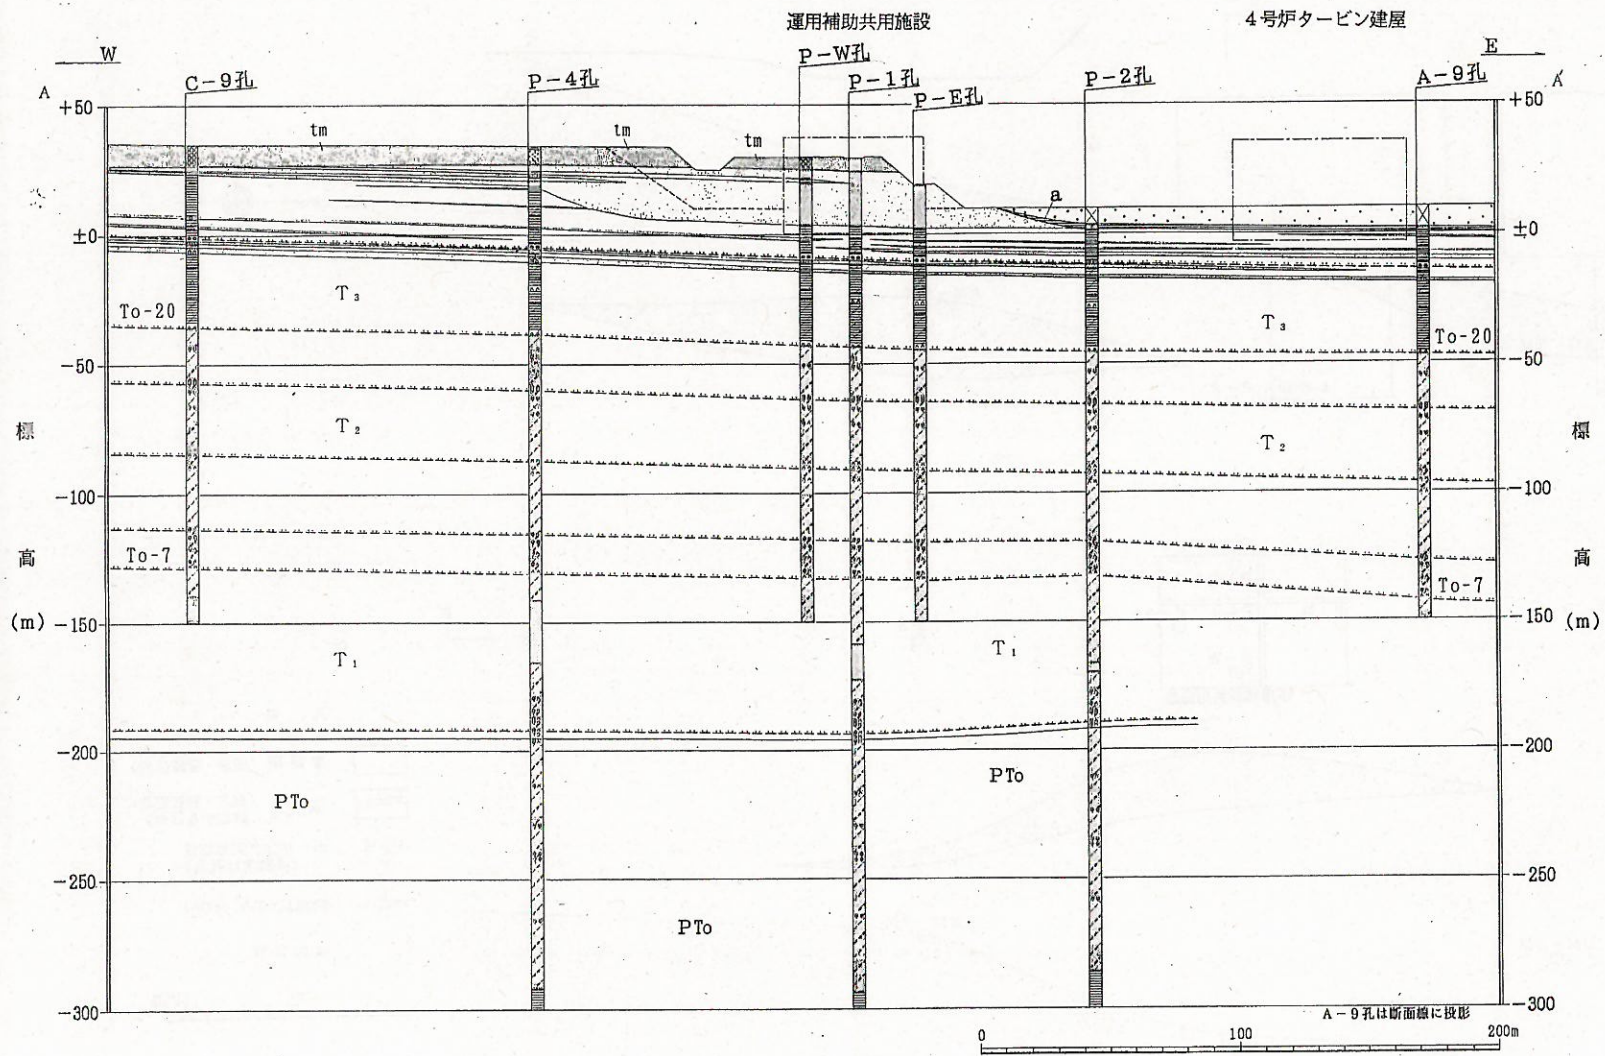 運用補助共用施設
4号炉タービン建屋
W
E
A
A′
C-9孔
P-4孔
P-W孔
P-1孔
P-E孔
P-2孔
A-9孔
+50
+50
tm
tm
tm
a
±0
±0
T₃
T₃
To-20
To-20
-50
-50
標
高
(m)
標
高
(m)
T₂
T₂
-100
-100
To-7
To-7
-150
-150
T₁
T₁
-200
-200
PTo
PTo
PTo
-250
-250
-300
-300
A-9孔は断面線に投影
0
100
200m